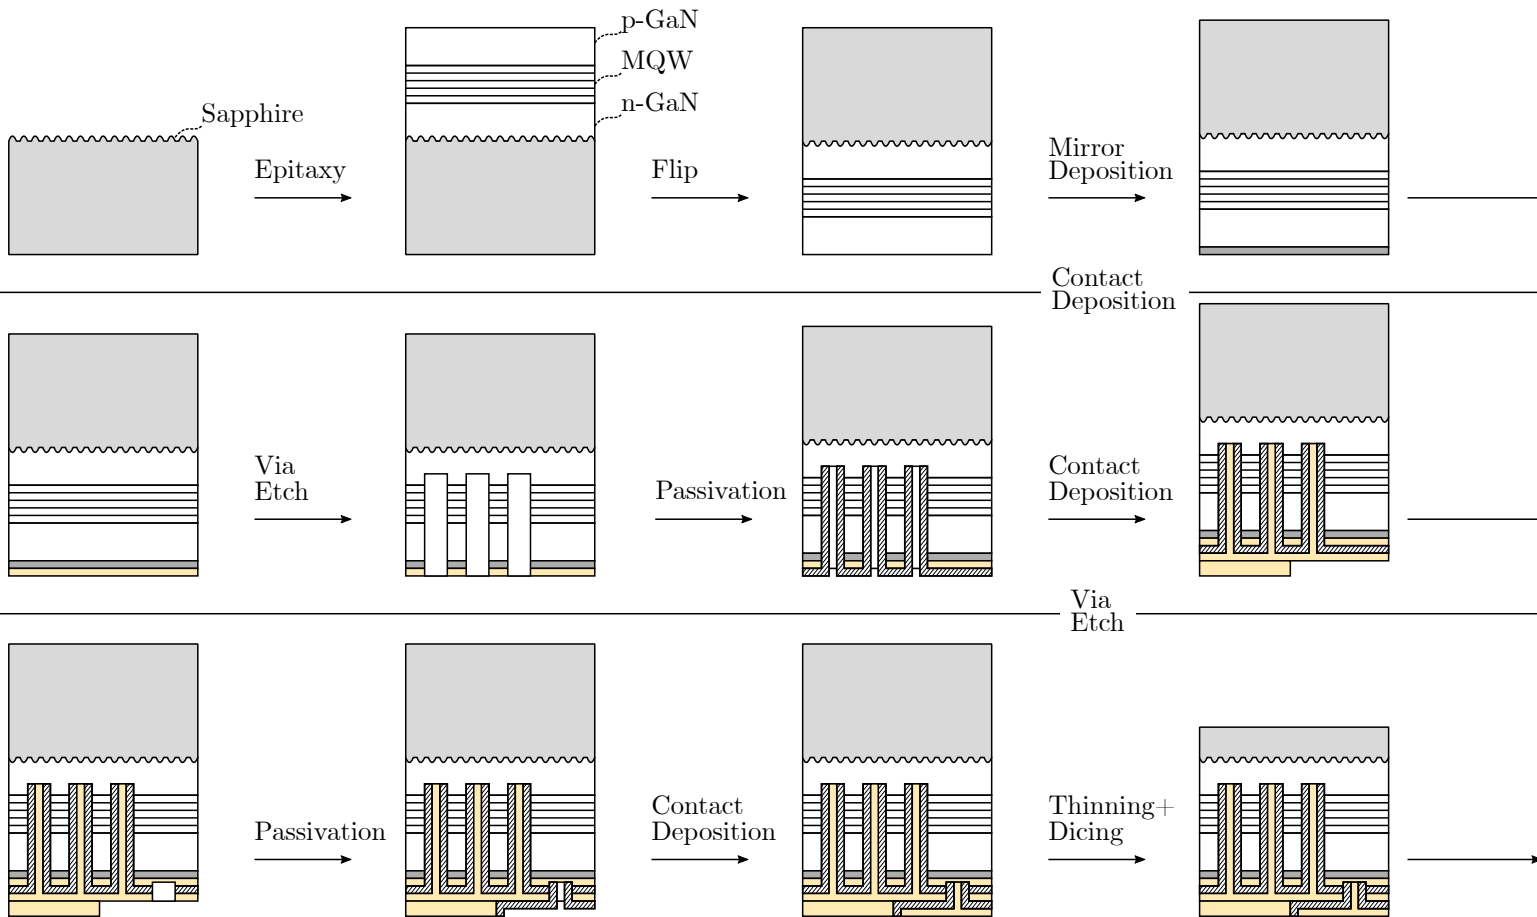 p-GaN
MQW
n-GaN
Sapphire
Epitaxy
Flip
Mirror
Deposition
Contact
Deposition
Via
Etch
Passivation
Contact
Deposition
Via
Etch
Passivation
Contact
Deposition
Thinning+
Dicing